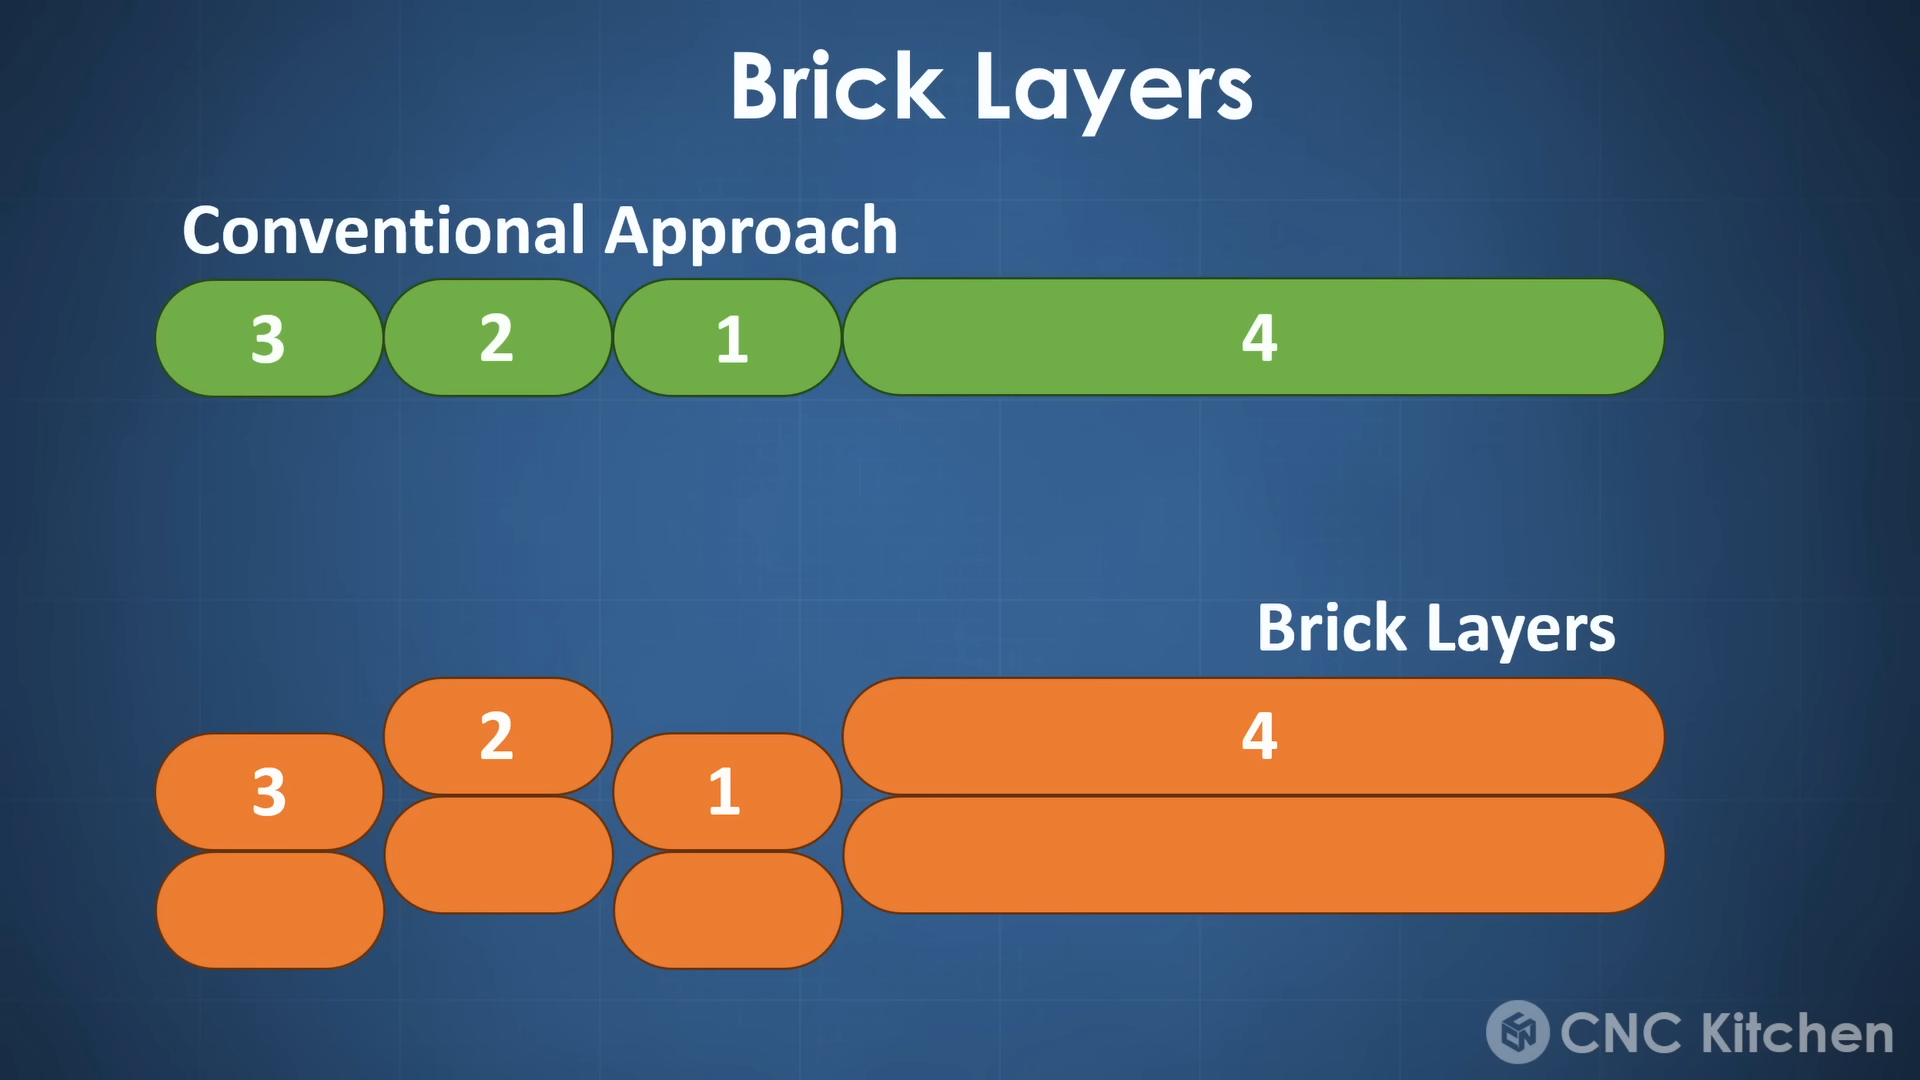 Brick Layers
Conventional Approach
3 2 1 4
Brick Layers
2 4
3 1
CNC Kitchen